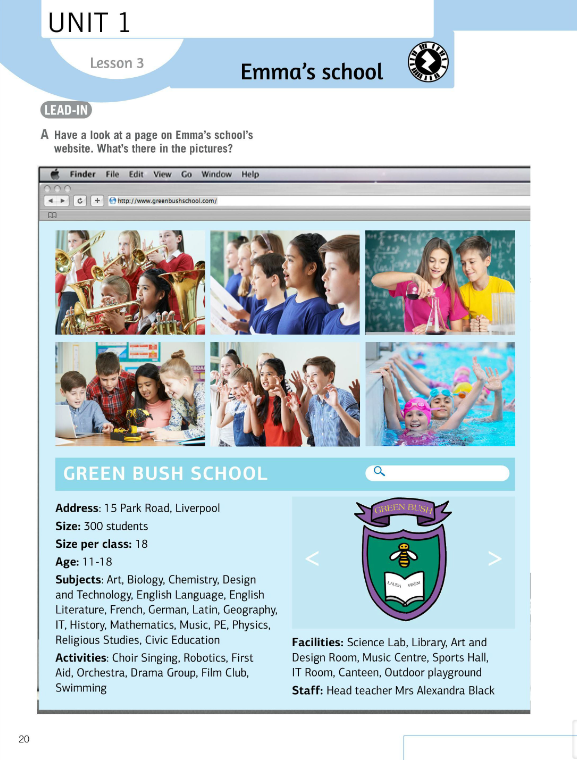 UNIT 1
Lesson 3
Emma's school
LEAD-IN
A Have a look at a page on Emma's school's
website. What's there in the pictures?
Finder File Edit View Go Window Help
http://www.greenbushschool.com/
GREEN BUSH SCHOOL
Address: 15 Park Road, Liverpool
Size: 300 students
Size per class: 18
Age: 11-18
Subjects: Art, Biology, Chemistry, Design
and Technology, English Language, English
Literature, French, German, Latin, Geography,
IT, History, Mathematics, Music, PE, Physics,
Religious Studies, Civic Education
Activities: Choir Singing, Robotics, First
Aid, Orchestra, Drama Group, Film Club,
Swimming
GREEN BUSH
Facilities: Science Lab, Library, Art and
Design Room, Music Centre, Sports Hall,
IT Room, Canteen, Outdoor playground
Staff: Head teacher Mrs Alexandra Black
20